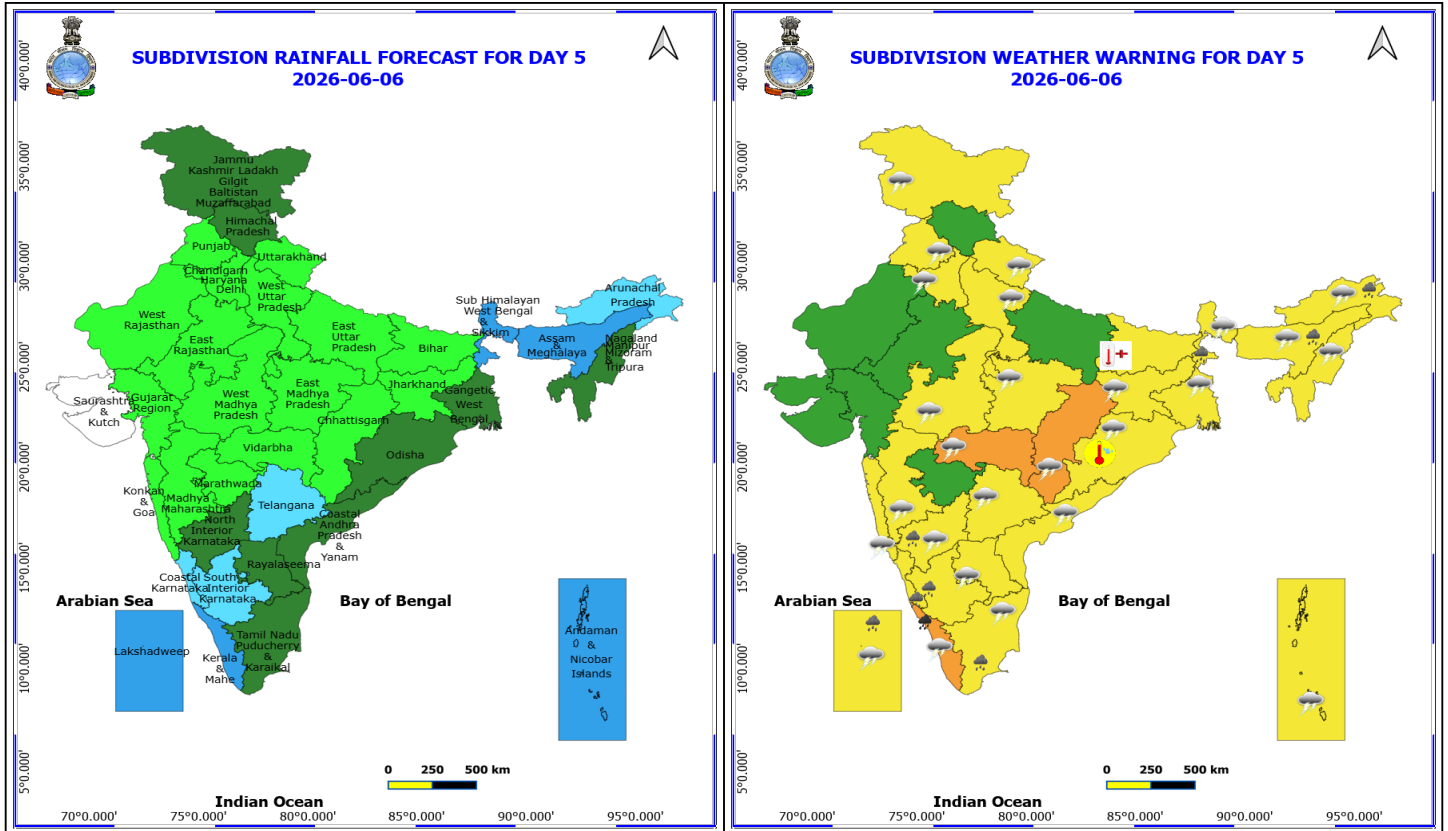 SUBDIVISION RAINFALL FORECAST FOR DAY 5
2026-06-06
40°0.000'
35°0.000'
30°0.000'
25°0.000'
20°0.000'
15°0.000'
10°0.000'
5°0.000'
Jammu
Kashmir Ladakh
Gilgit
Baltistan
Muzaffarabad
Himachal
Pradesh
Punjab
Uttarakhand
Chandigarh
Haryana
Delhi
West
Uttar
Pradesh
West
Rajasthan
East
Rajasthan
East
Uttar
Pradesh
Bihar
Sub Himalayan
West Bengal
&
Sikkim
Arunachal
Pradesh
Assam
&
Meghalaya
Nagaland
Manipur
Mizoram
&
Tripura
Saurashtra
&
Kutch
Gujarat
Region
West
Madhya
Pradesh
East
Madhya
Pradesh
Jharkhand
Gangetic
West
Bengal
Chhattisgarh
Vidarbha
Odisha
Konkan
&
Goa
Madhya
Maharashtra
Marathwada
Telangana
North
Interior
Karnataka
Coastal
Andhra
Pradesh
&
Yanam
Rayalaseema
Coastal
Karnataka
South
Interior
Karnataka
Tamil Nadu
Puducherry
&
Karaikal
Kerala
&
Mahe
Lakshadweep
Andaman
&
Nicobar
Islands
Arabian Sea
Bay of Bengal
0 250 500 km
Indian Ocean
70°0.000' 75°0.000' 80°0.000' 85°0.000' 90°0.000' 95°0.000'
SUBDIVISION WEATHER WARNING FOR DAY 5
2026-06-06
40°0.000'
35°0.000'
30°0.000'
25°0.000'
20°0.000'
15°0.000'
10°0.000'
5°0.000'
Arabian Sea
Bay of Bengal
0 250 500 km
Indian Ocean
70°0.000' 75°0.000' 80°0.000' 85°0.000' 90°0.000' 95°0.000'